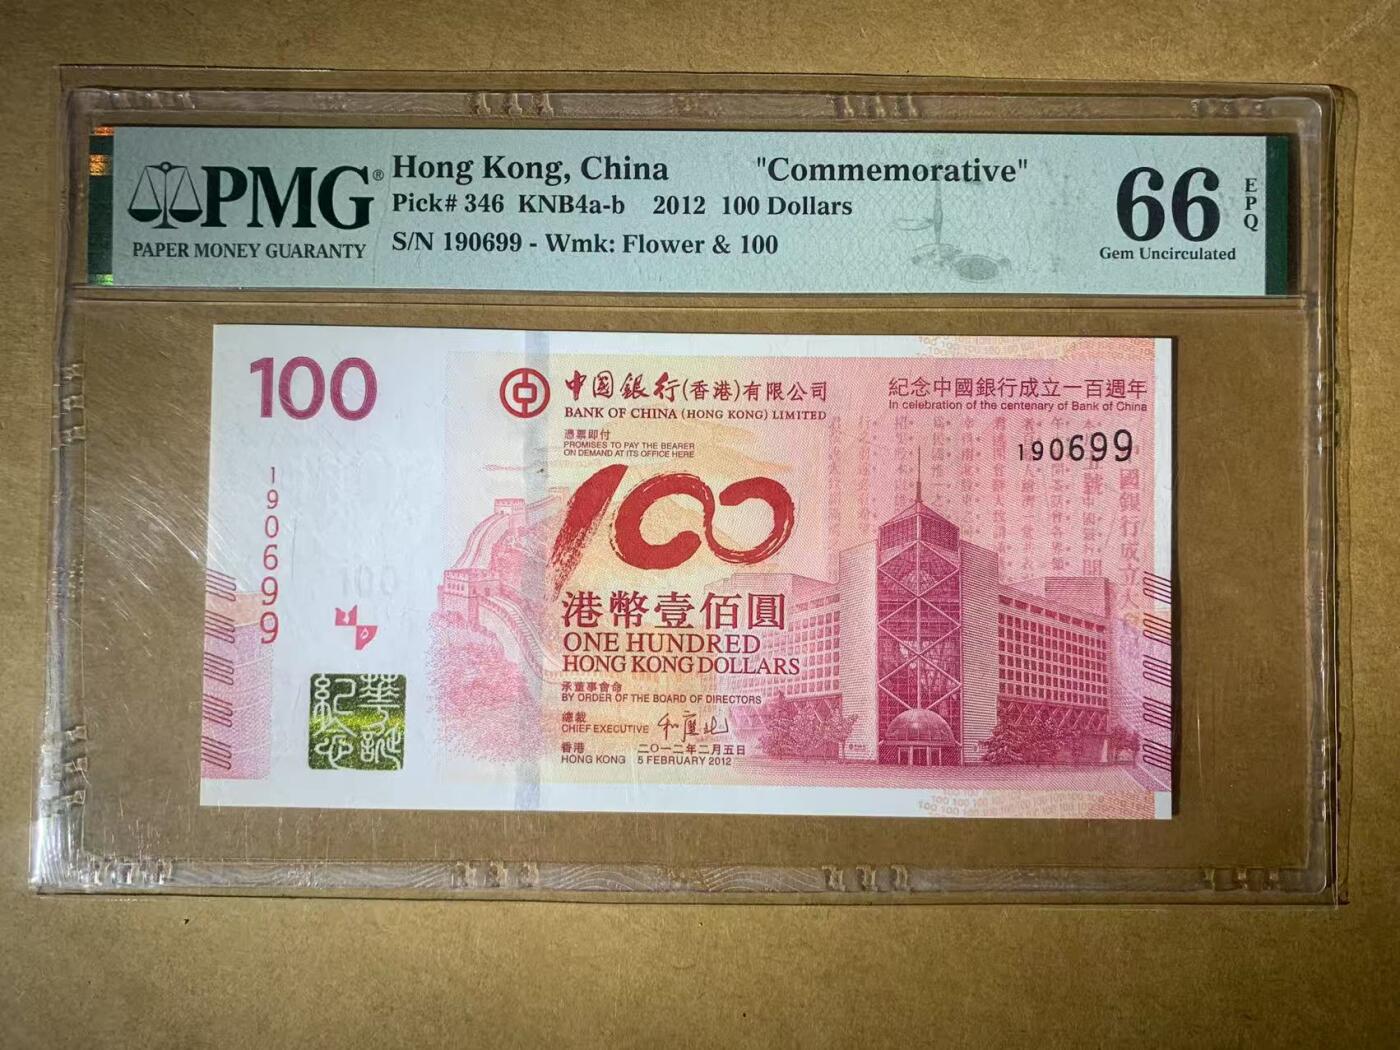 PMG®
PAPER MONEY GUARANTY
Hong Kong, China "Commemorative"
Pick# 346 KNB4a-b 2012 100 Dollars
S/N 190699 - Wmk: Flower & 100
66
EPQ
Gem Uncirculated
100
中國銀行(香港)有限公司
BANK OF CHINA (HONG KONG) LIMITED
紀念中國銀行成立一百週年
In celebration of the centenary of Bank of China
憑票即付
PROMISES TO PAY THE BEARER
ON DEMAND AT ITS OFFICE HERE
190699
190699
100
100
港幣壹佰圓
ONE HUNDRED
HONG KONG DOLLARS
承董事會命
BY ORDER OF THE BOARD OF DIRECTORS
總裁
CHIEF EXECUTIVE
香港 二〇一二年二月五日
HONG KONG 5 FEBRUARY 2012
華誕
紀念